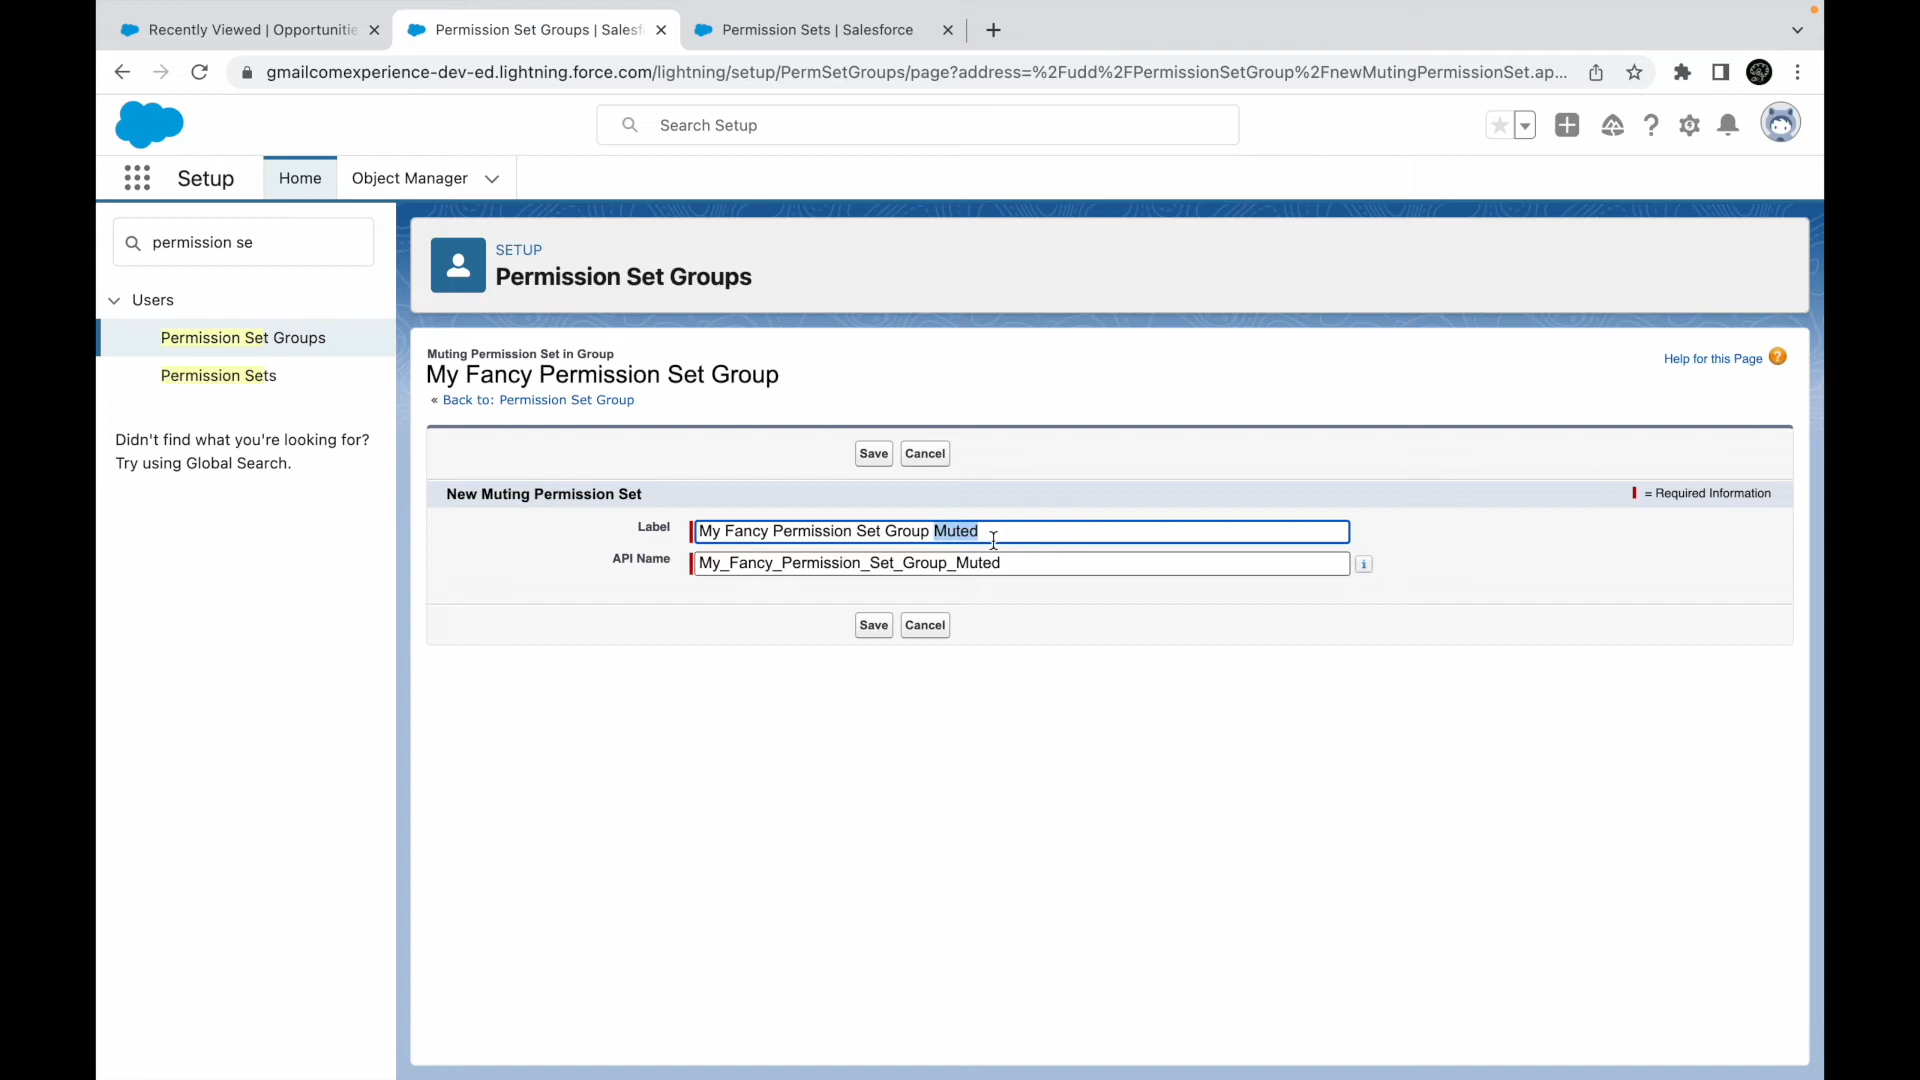 Recently Viewed | Opportunitie
Permission Set Groups | Salesf
Permission Sets | Salesforce
gmailcomexperience-dev-ed.lightning.force.com/lightning/setup/PermSetGroups/page?address=%2Fudd%2FPermissionSetGroup%2FnewMutingPermissionSet.ap...
Search Setup
Setup
Home
Object Manager
permission se
Users
Permission Set Groups
Permission Sets
Didn't find what you're looking for?
Try using Global Search.
SETUP
Permission Set Groups
Muting Permission Set in Group
My Fancy Permission Set Group
« Back to: Permission Set Group
Help for this Page ?
Save Cancel
New Muting Permission Set
= Required Information
Label My Fancy Permission Set Group Muted
API Name My_Fancy_Permission_Set_Group_Muted i
Save Cancel